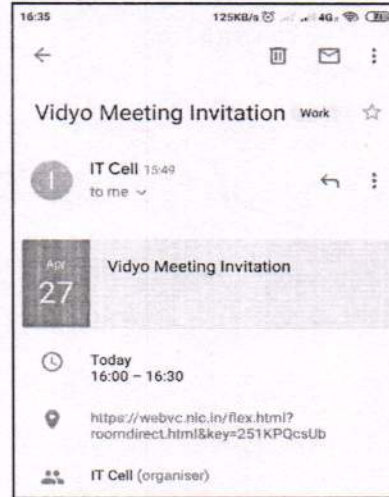 16:35 125KB/s 4G
Vidyo Meeting Invitation Work
I
IT Cell 15:49
to me
Apr
27
Vidyo Meeting Invitation
Today
16:00 – 16:30
https://webvc.nic.in/flex.html?
roomdirect.html&key=251KPQcsUb
IT Cell (organiser)